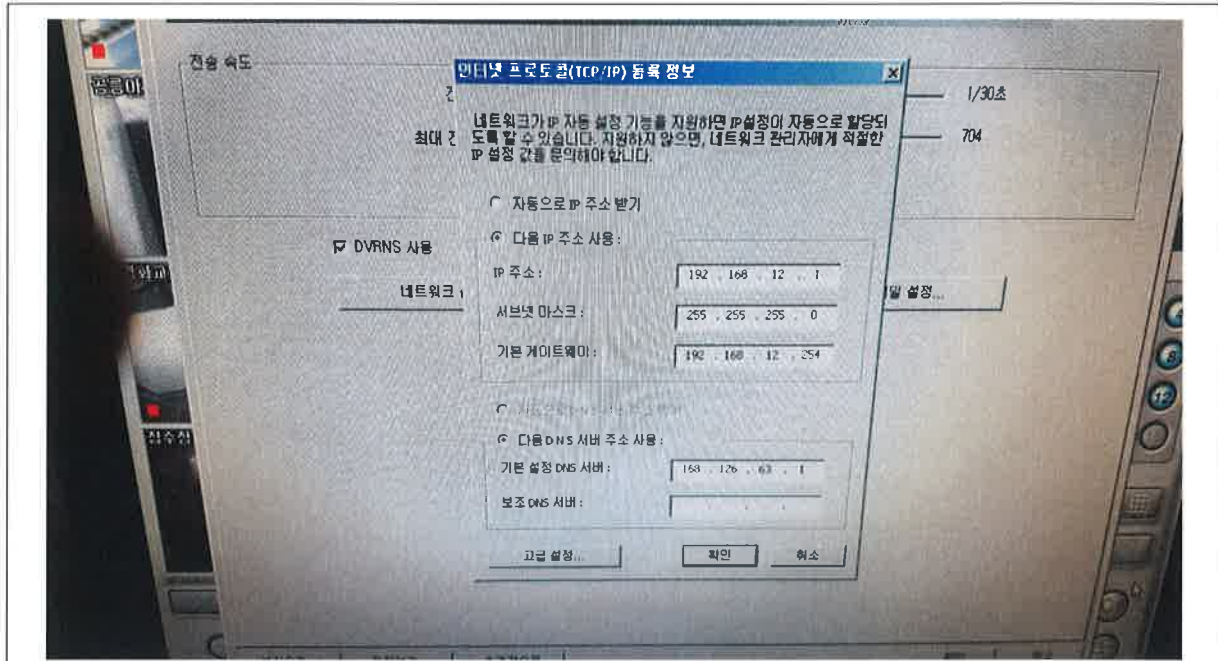 전송 속도
인터넷 프로토콜(TCP/IP) 등록 정보
1/30초
네트워크가 IP 자동 설정 기능을 지원하면 IP설정이 자동으로 할당되
최대
도록 할 수 있습니다. 지원하지 않으면, 네트워크 관리자에게 적절한
704
IP 설정 값을 문의해야 합니다.
자동으로 IP 주소 받기
다음 IP 주소 사용 :
DVRNS 사용
IP 주소 :
192 . 168 . 12 . 1
네트워크
설정...
서브넷 마스크 :
255 . 255 . 255 . 0
기본 게이트웨이 :
192 . 168 . 12 . 254
다음 DNS 서버 주소 사용 :
기본 설정 DNS 서버 :
168 . 126 . 63 . 1
보조 DNS 서버 :
고급 설정...
확인
취소
8
12